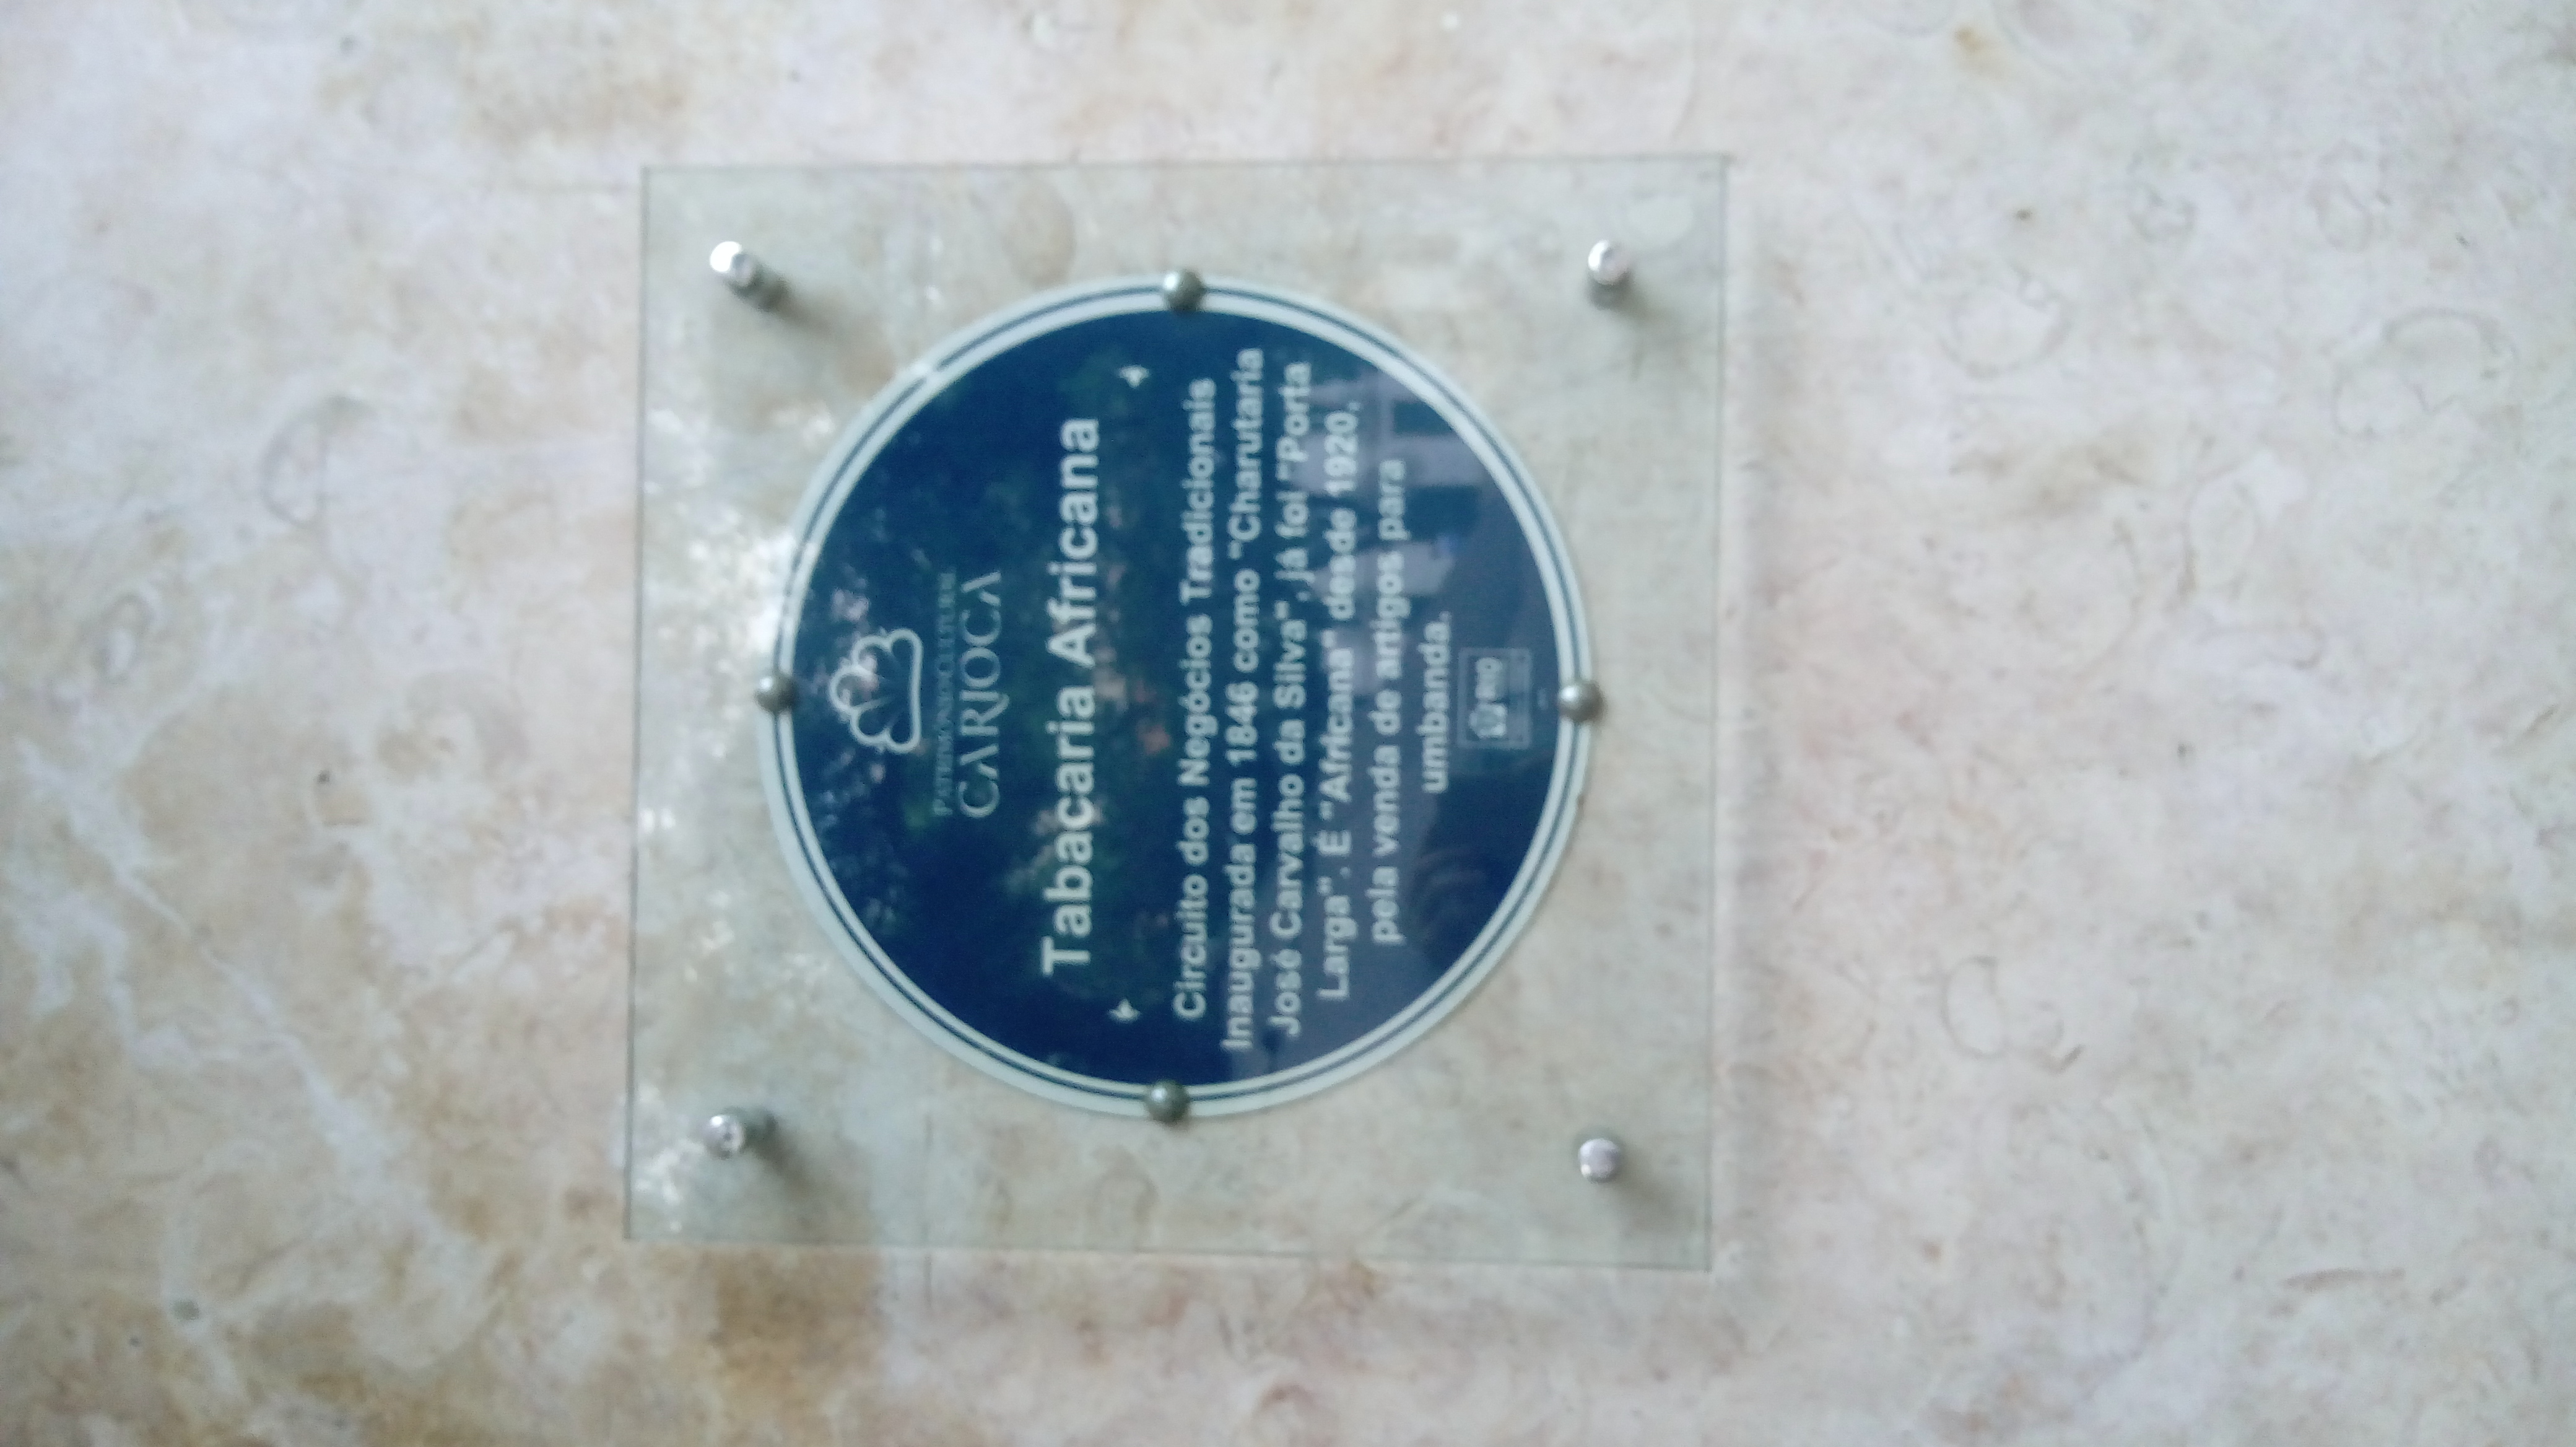 PATRIMÔNIO CULTURAL
CARIOCA
Tabacaria Africana
Circuito dos Negócios Tradicionais
Inaugurada em 1846 como "Charutaria
José Carvalho da Silva", já foi "Porta
Larga". É "Africana" desde 1920,
pela venda de artigos para
umbanda.
RIO